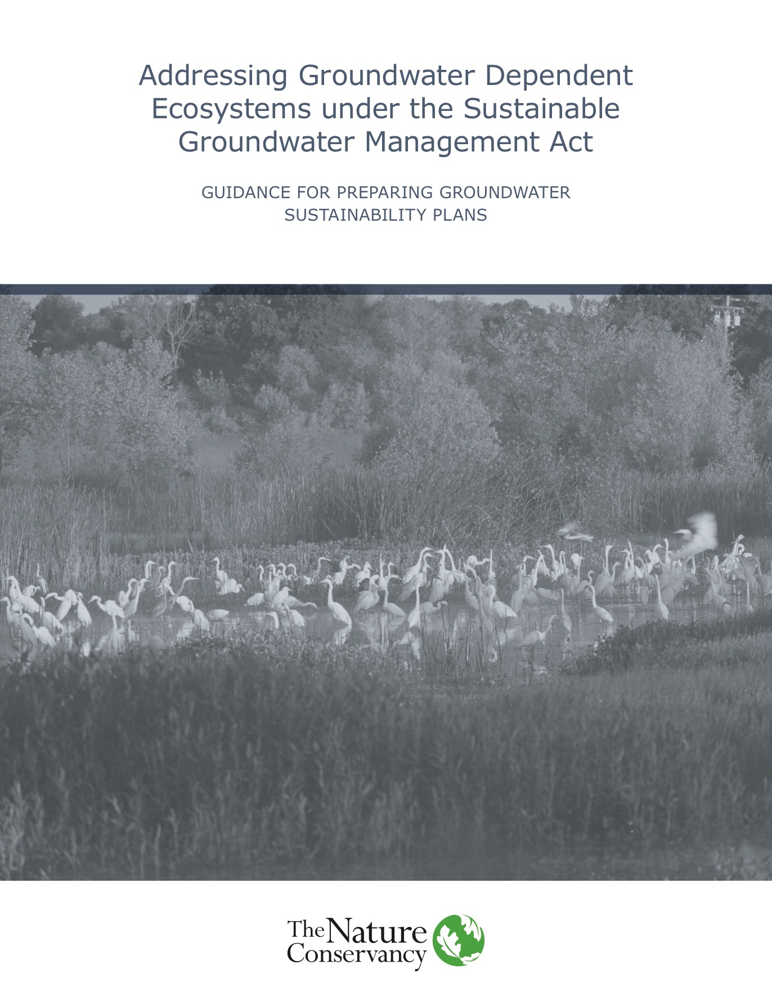 Addressing Groundwater Dependent
Ecosystems under the Sustainable
Groundwater Management Act
GUIDANCE FOR PREPARING GROUNDWATER
SUSTAINABILITY PLANS
The Nature
Conservancy